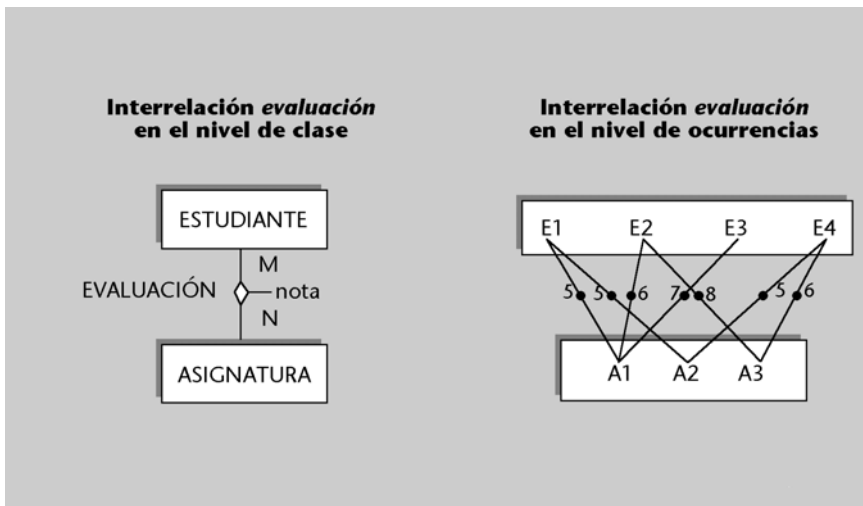 Interrelación evaluación
en el nivel de clase
ESTUDIANTE
M
EVALUACIÓN
nota
N
ASIGNATURA
Interrelación evaluación
en el nivel de ocurrencias
E1 E2 E3 E4
5 5 6 7 8 5 6
A1 A2 A3